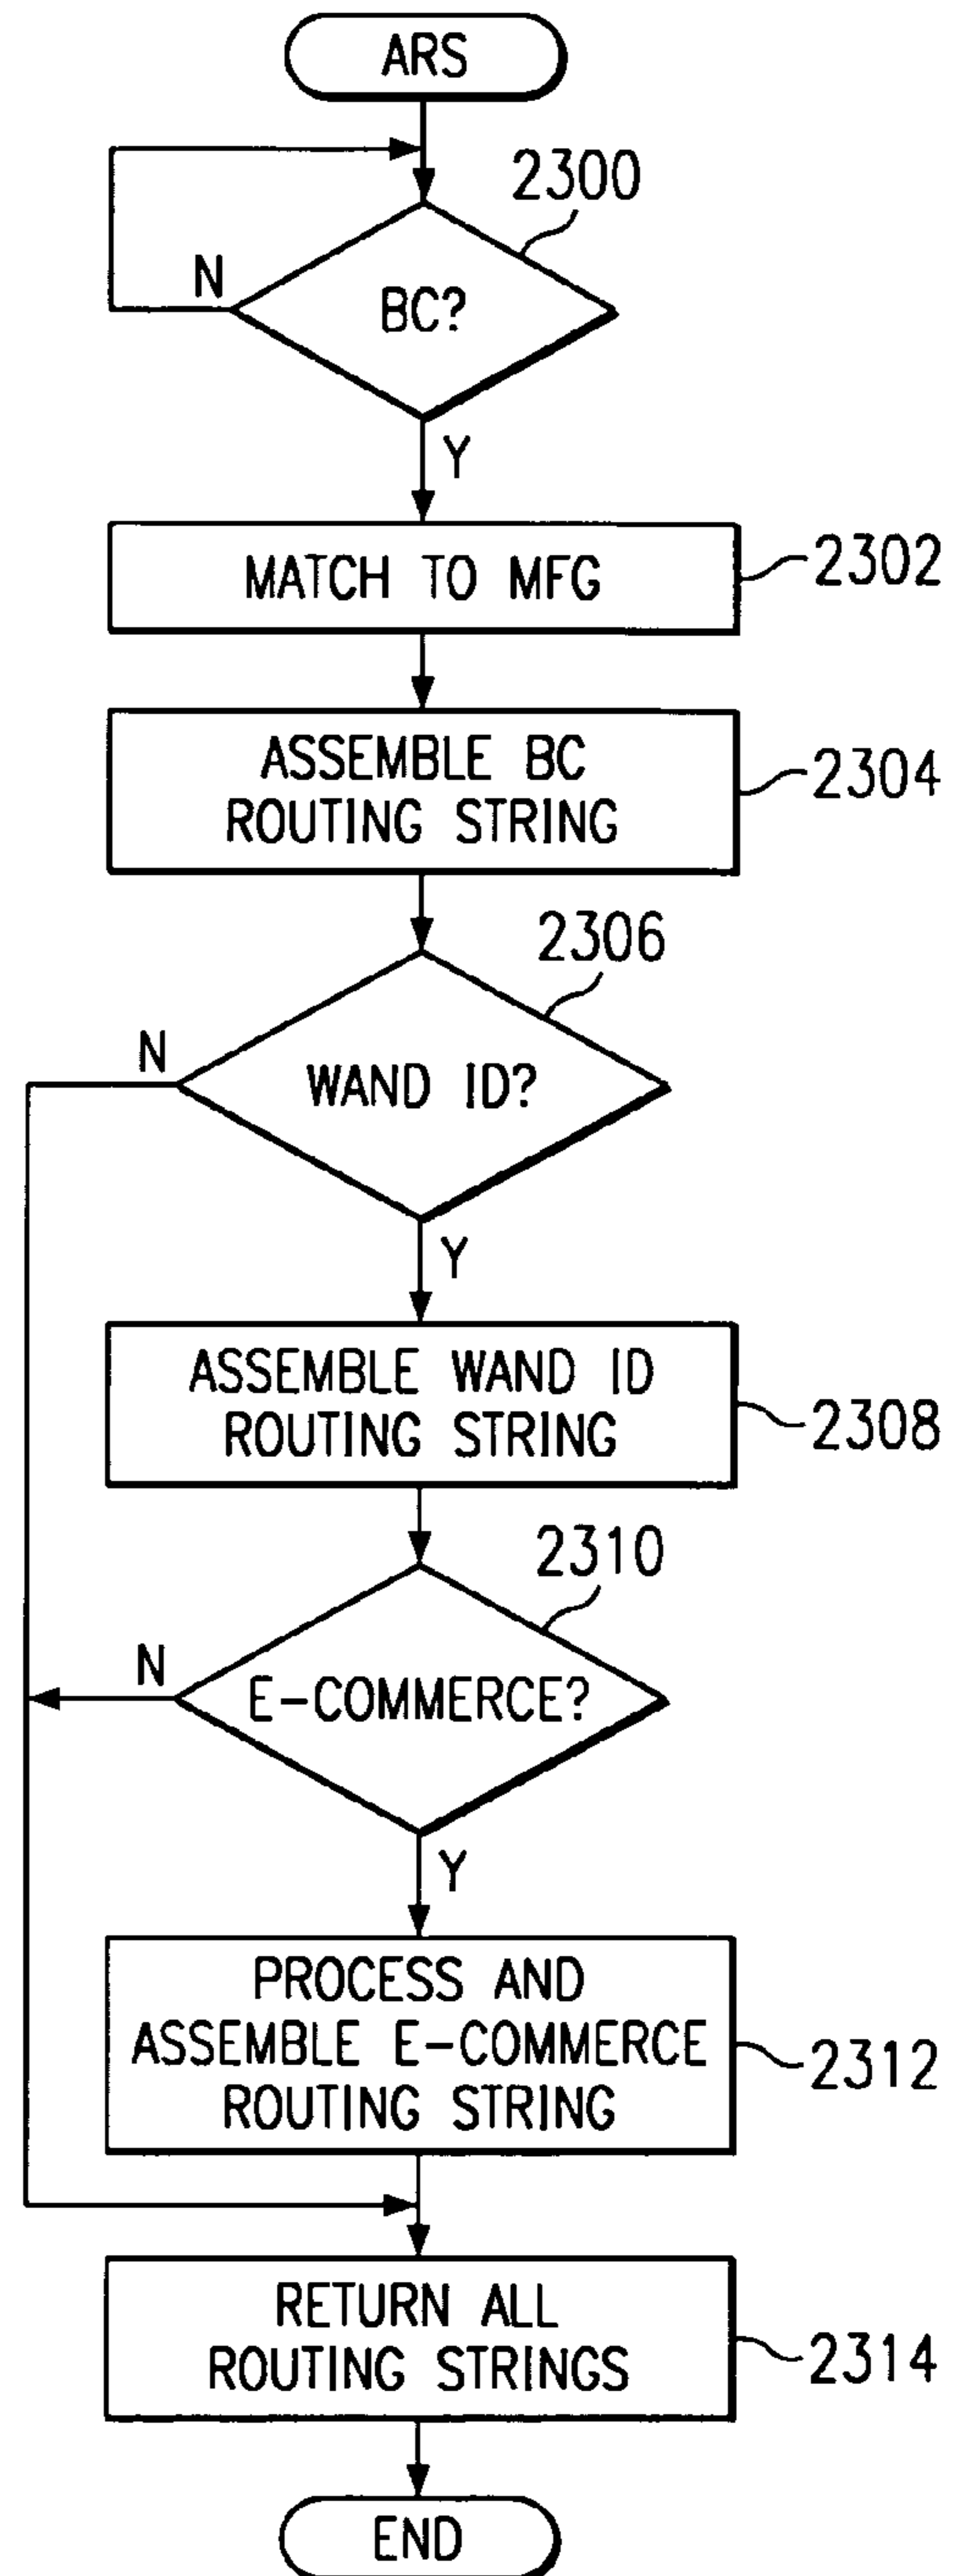 ARS
2300
N
BC?
Y
MATCH TO MFG
2302
ASSEMBLE BC
ROUTING STRING
2304
2306
N
WAND ID?
Y
ASSEMBLE WAND ID
ROUTING STRING
2308
2310
N
E-COMMERCE?
Y
PROCESS AND
ASSEMBLE E-COMMERCE
ROUTING STRING
2312
RETURN ALL
ROUTING STRINGS
2314
END